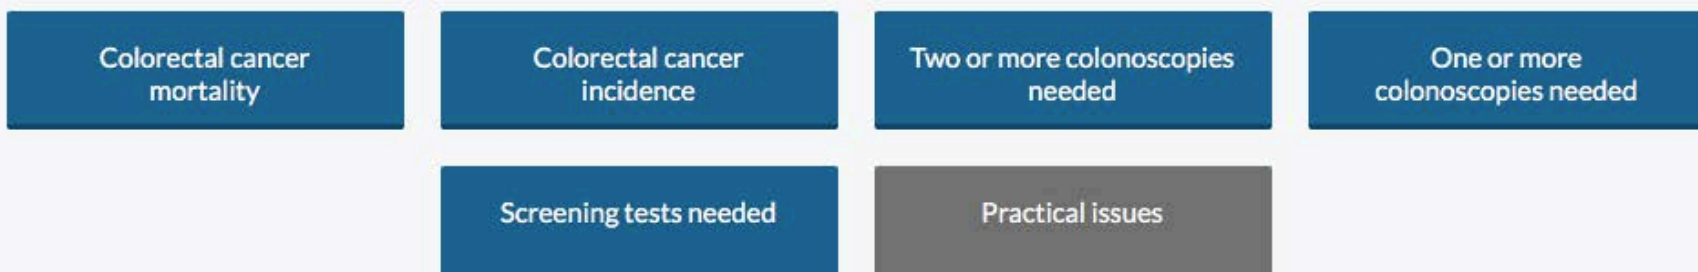 Colorectal cancer
mortality
Colorectal cancer
incidence
Two or more colonoscopies
needed
One or more
colonoscopies needed
Screening tests needed
Practical issues